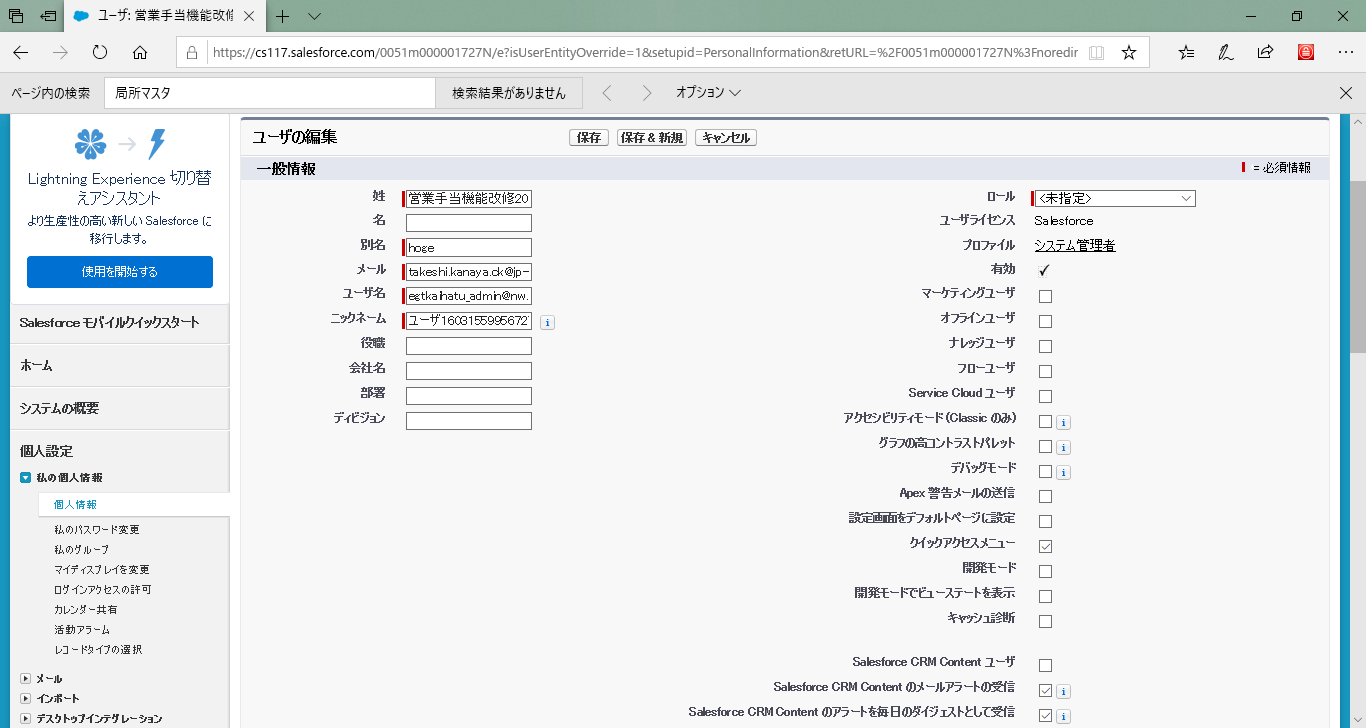 ユーザ: 営業手当機能改修
https://cs117.salesforce.com/0051m000001727N/e?isUserEntityOverride=1&setupid=PersonalInformation&retURL=%2F0051m000001727N%3Fnoredir
ページ内の検索 局所マスタ 検索結果がありません オプション
Lightning Experience 切り替
えアシスタント
より生産性の高い新しい Salesforce に
移行します。
使用を開始する
Salesforce モバイルクイックスタート
ホーム
システムの概要
個人設定
私の個人情報
個人情報
私のパスワード変更
私のグループ
マイディスプレイを変更
ログインアクセスの許可
カレンダー共有
活動アラーム
レコードタイプの選択
メール
インポート
デスクトップインテグレーション
ユーザの編集 保存 保存 & 新規 キャンセル
一般情報 = 必須情報
姓 営業手当機能改修20
名
別名 hoge
メール takeshi.kanaya.ck@jp-
ユーザ名 egtkaihatu_admin@nw.
ニックネーム ユーザ1603155995672
役職
会社名
部署
ディビジョン
ロール <未指定>
ユーザライセンス Salesforce
プロファイル システム管理者
有効
マーケティングユーザ
オフラインユーザ
ナレッジユーザ
フローユーザ
Service Cloud ユーザ
アクセシビリティモード (Classic のみ)
グラフの高コントラストパレット
デバッグモード
Apex 警告メールの送信
設定画面をデフォルトページに設定
クイックアクセスメニュー
開発モード
開発モードでビューステートを表示
キャッシュ診断
Salesforce CRM Content ユーザ
Salesforce CRM Content のメールアラートの受信
Salesforce CRM Content のアラートを毎日のダイジェストとして受信